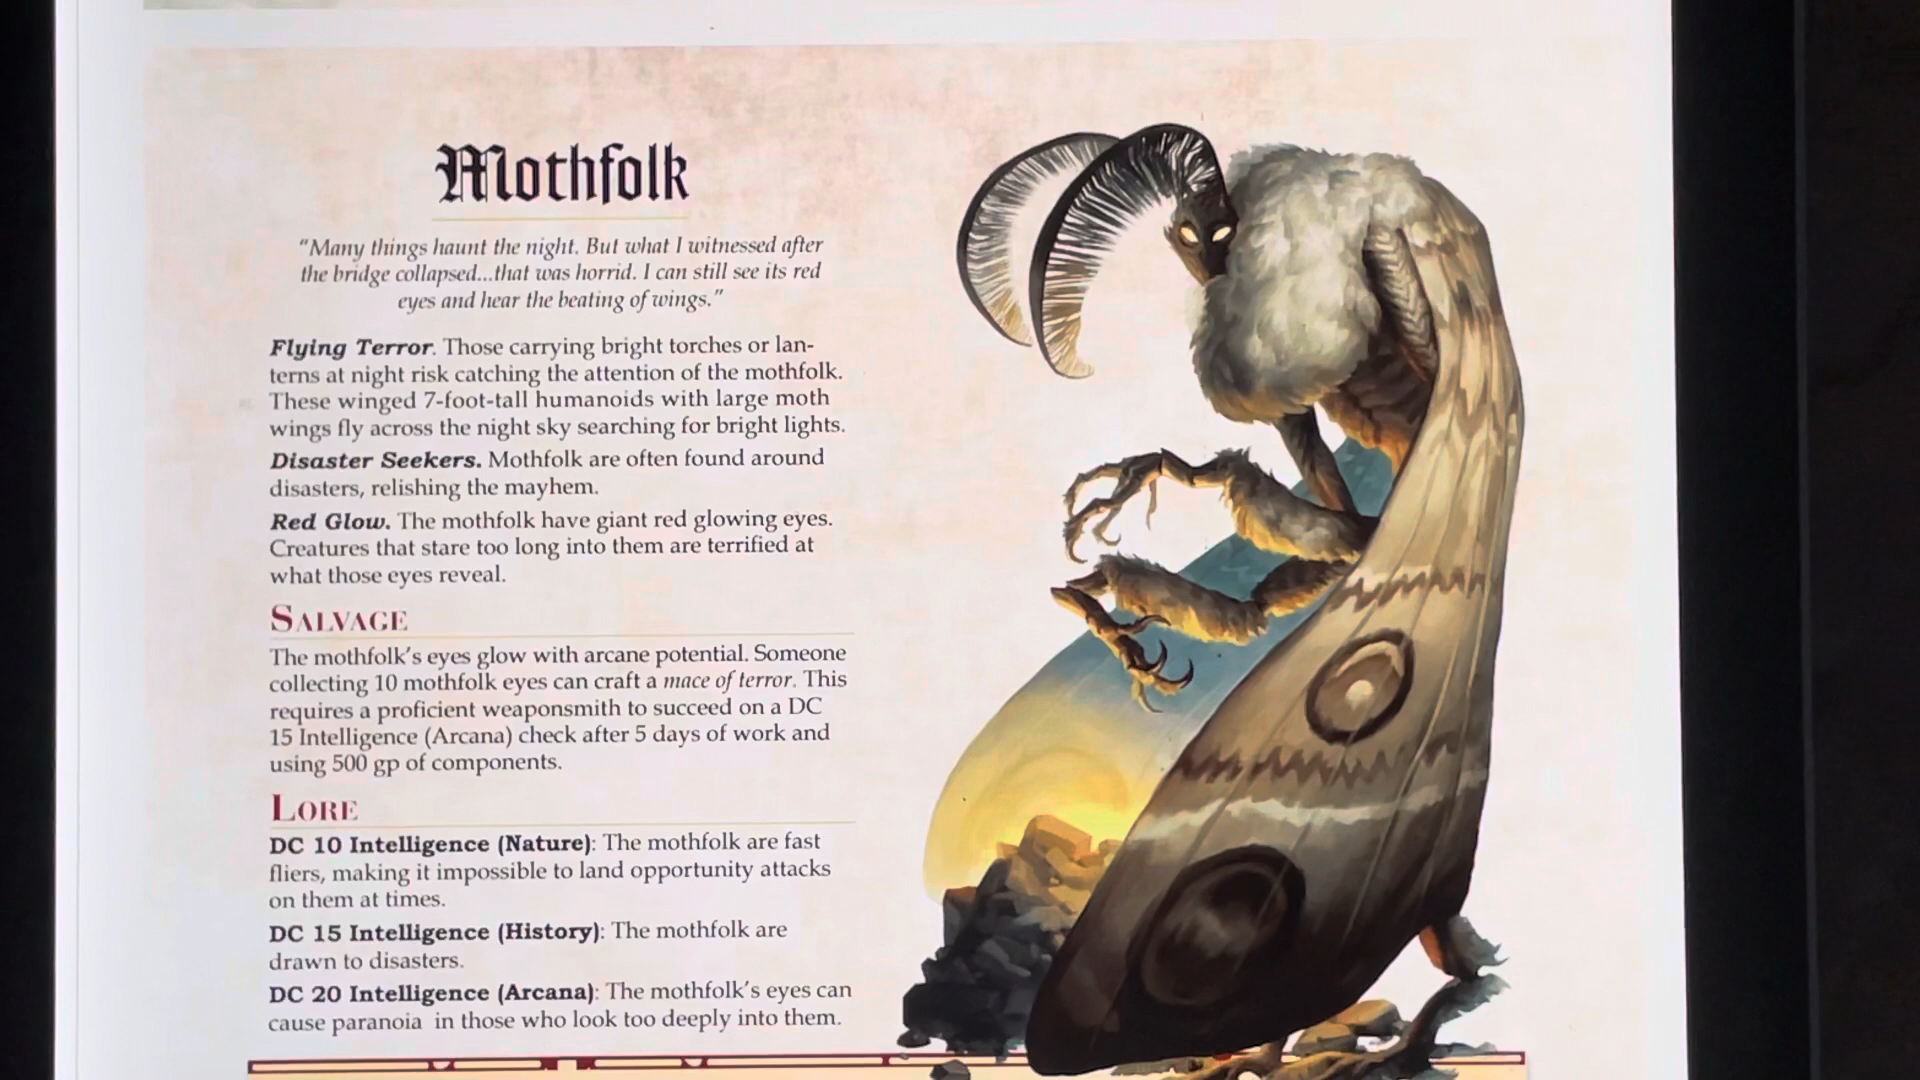 Mothfolk
“Many things haunt the night. But what I witnessed after
the bridge collapsed...that was horrid. I can still see its red
eyes and hear the beating of wings.”
Flying Terror. Those carrying bright torches or lan-
terns at night risk catching the attention of the mothfolk.
These winged 7-foot-tall humanoids with large moth
wings fly across the night sky searching for bright lights.
Disaster Seekers. Mothfolk are often found around
disasters, relishing the mayhem.
Red Glow. The mothfolk have giant red glowing eyes.
Creatures that stare too long into them are terrified at
what those eyes reveal.
SALVAGE
The mothfolk’s eyes glow with arcane potential. Someone
collecting 10 mothfolk eyes can craft a mace of terror. This
requires a proficient weaponsmith to succeed on a DC
15 Intelligence (Arcana) check after 5 days of work and
using 500 gp of components.
LORE
DC 10 Intelligence (Nature): The mothfolk are fast
fliers, making it impossible to land opportunity attacks
on them at times.
DC 15 Intelligence (History): The mothfolk are
drawn to disasters.
DC 20 Intelligence (Arcana): The mothfolk’s eyes can
cause paranoia in those who look too deeply into them.